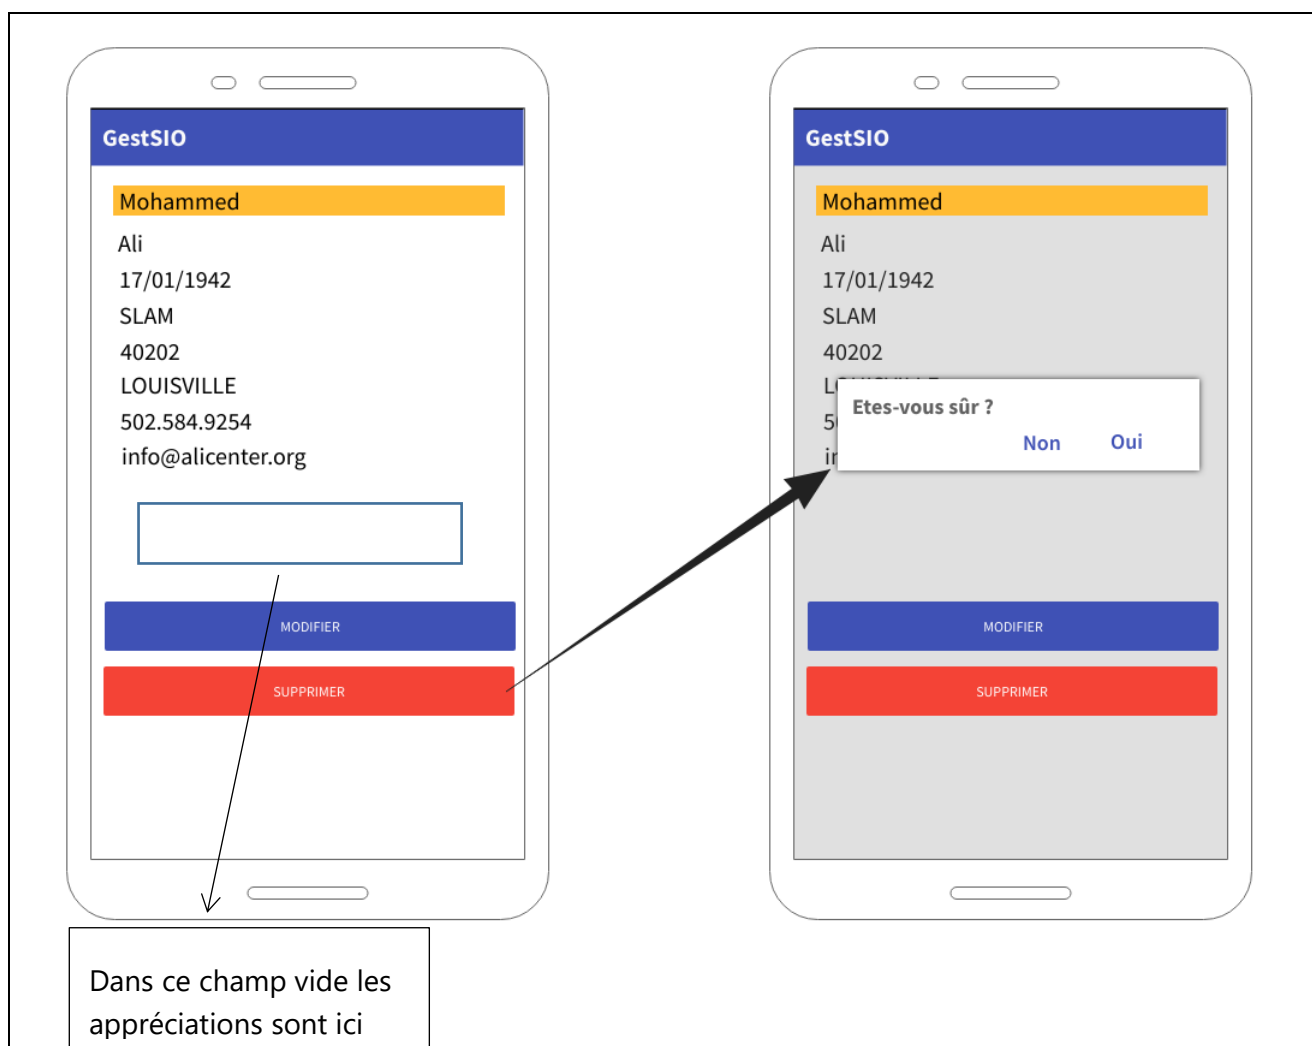 GestSIO
Mohammed
Ali
17/01/1942
SLAM
40202
LOUISVILLE
502.584.9254
info@alicenter.org
MODIFIER
SUPPRIMER
Dans ce champ vide les
appréciations sont ici
GestSIO
Mohammed
Ali
17/01/1942
SLAM
40202
Etes-vous sûr ?
Non Oui
MODIFIER
SUPPRIMER